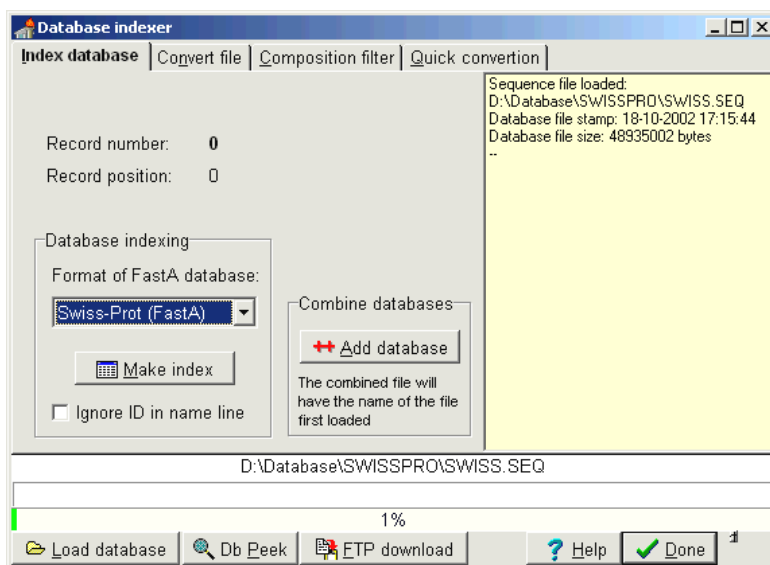 Database indexer
Index database Convert file Composition filter Quick convertion
Sequence file loaded:
D:\Database\SWISSPRO\SWISS.SEQ
Database file stamp: 18-10-2002 17:15:44
Database file size: 48935002 bytes
--
Record number: 0
Record position: 0
Database indexing
Format of FastA database:
Swiss-Prot (FastA)
Make index
Ignore ID in name line
Combine databases
Add database
The combined file will
have the name of the file
first loaded
D:\Database\SWISSPRO\SWISS.SEQ
1%
Load database Db Peek FTP download Help Done